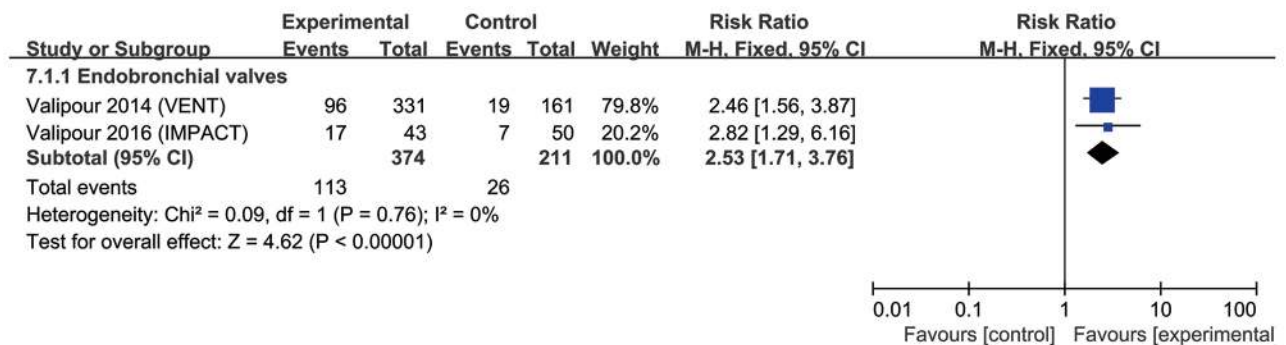 Experimental Control Risk Ratio Risk Ratio
Study or Subgroup Events Total Events Total Weight M-H, Fixed, 95% CI M-H, Fixed, 95% CI
7.1.1 Endobronchial valves
Valipour 2014 (VENT) 96 331 19 161 79.8% 2.46 [1.56, 3.87]
Valipour 2016 (IMPACT) 17 43 7 50 20.2% 2.82 [1.29, 6.16]
Subtotal (95% CI) 374 211 100.0% 2.53 [1.71, 3.76]
Total events 113 26
Heterogeneity: Chi² = 0.09, df = 1 (P = 0.76); I² = 0%
Test for overall effect: Z = 4.62 (P < 0.00001)
0.01 0.1 1 10 100
Favours [control] Favours [experimental